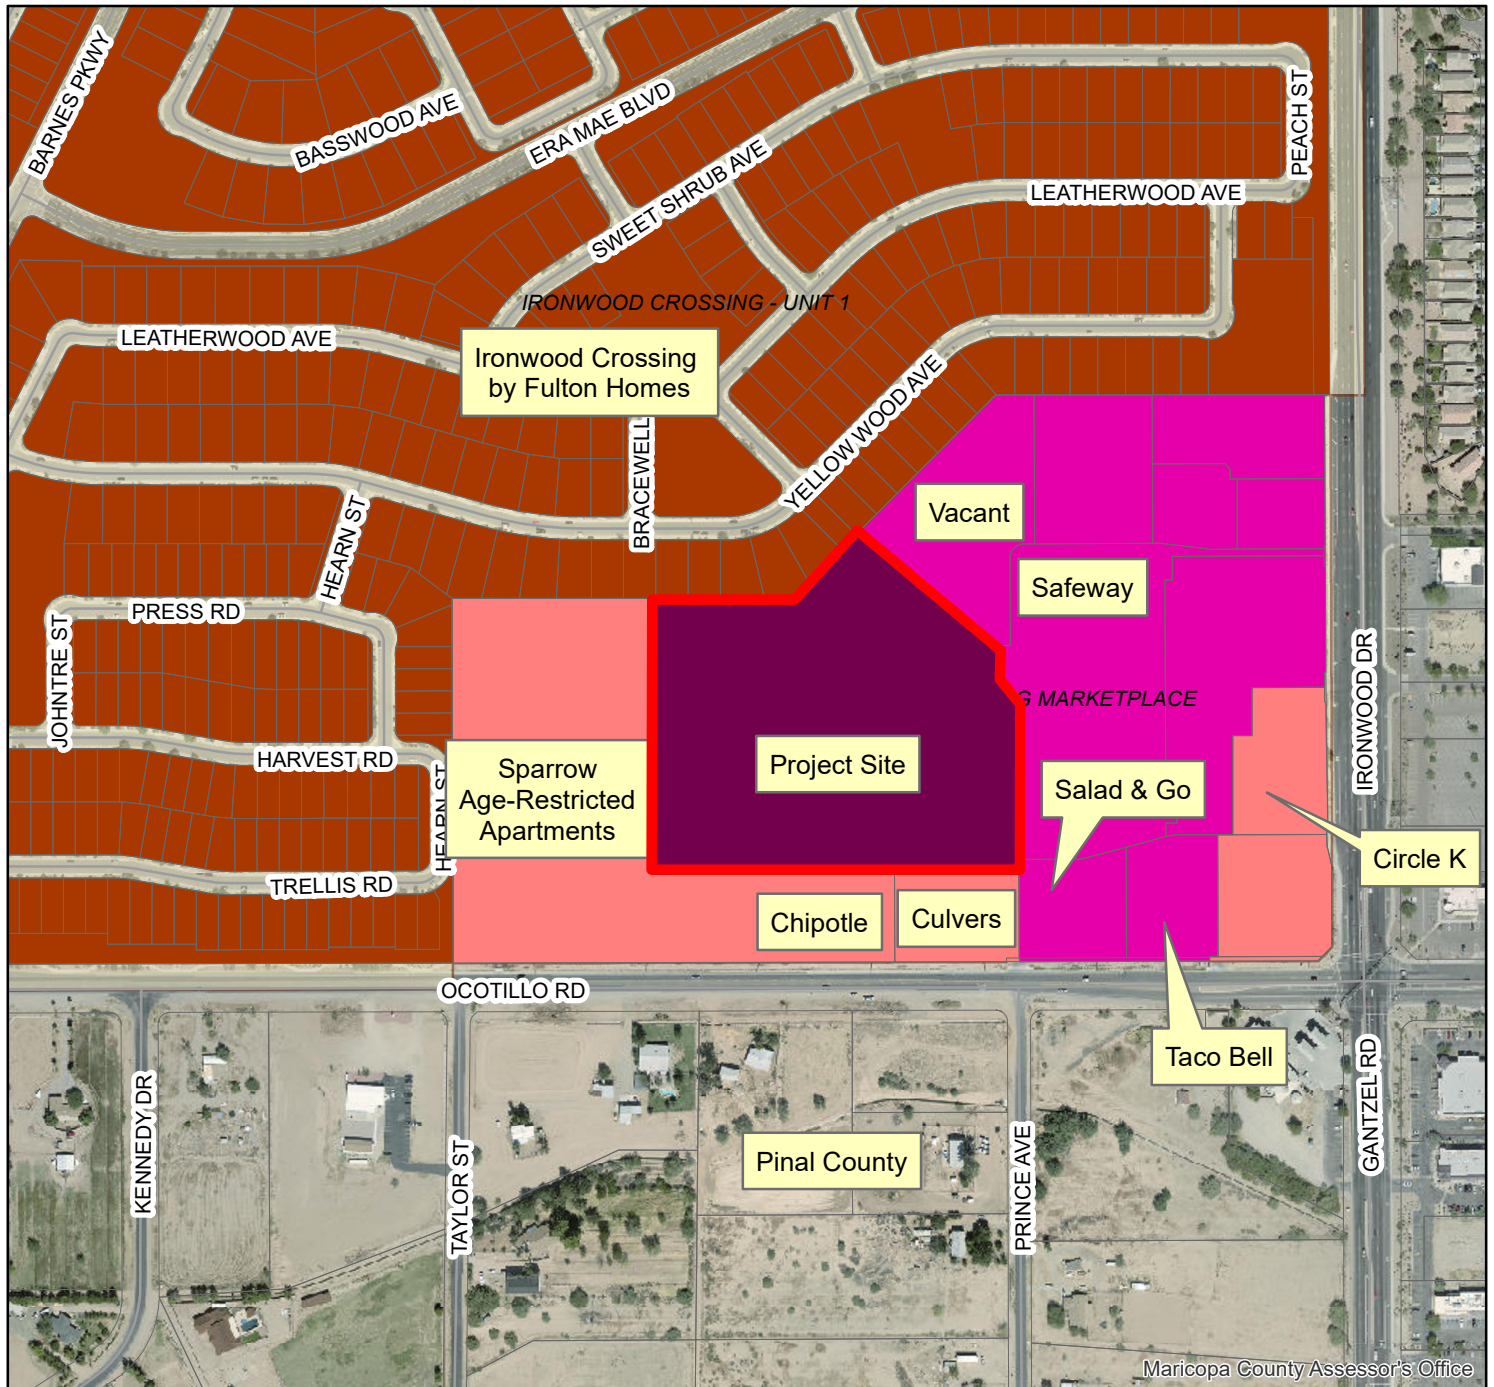 BARNES PKWY
BASSWOOD AVE
ERA MAE BLVD
SWEET SHRUB AVE
PEACH ST
LEATHERWOOD AVE
IRONWOOD CROSSING - UNIT 1
LEATHERWOOD AVE
Ironwood Crossing
by Fulton Homes
BRACEWELL
YELLOW WOOD AVE
HEARN ST
Vacant
Safeway
PRESS RD
JOHNTRE ST
IRONWOOD DR
G MARKETPLACE
HARVEST RD
HEARN ST
Sparrow
Age-Restricted
Apartments
Project Site
Salad & Go
Circle K
TRELLIS RD
Chipotle
Culvers
OCOTILLO RD
Taco Bell
KENNEDY DR
TAYLOR ST
Pinal County
PRINCE AVE
GANTZEL RD
Maricopa County Assessor's Office